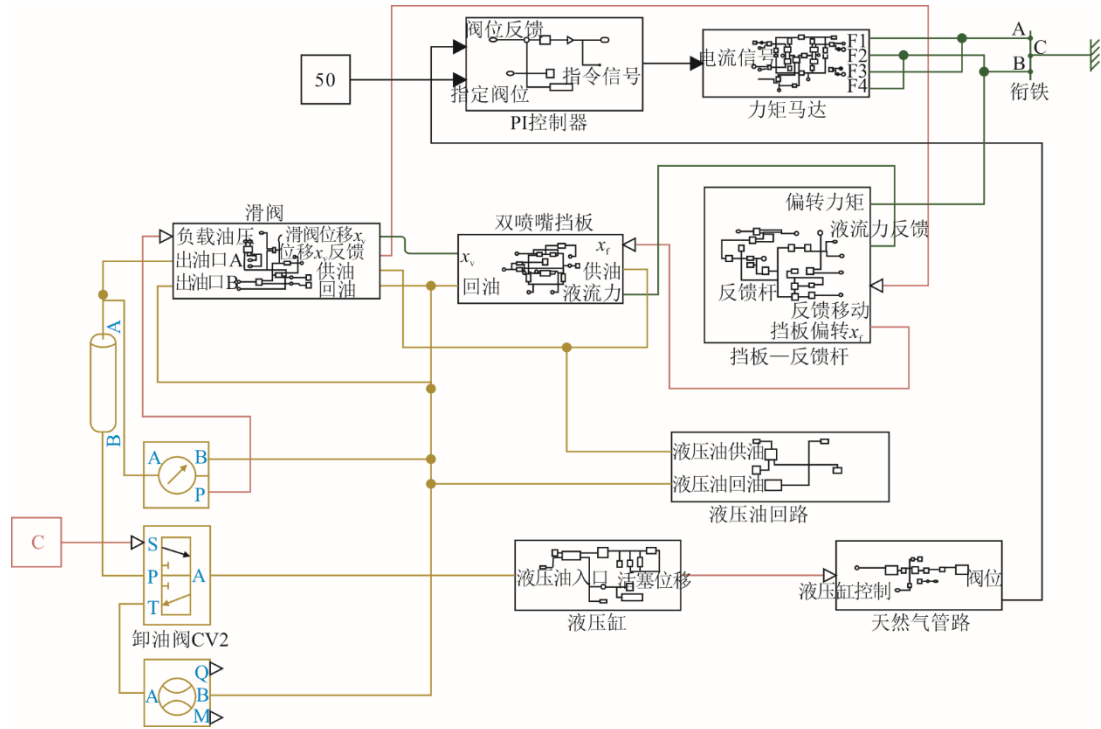 50
阀位反馈
指令信号
指定阀位
PI控制器
电流信号
F1
F2
F3
F4
力矩马达
A
C
B
衔铁
滑阀
负载油压
滑阀位移xᵥ
位移xᵥ反馈
出油口A
供油
出油口B
回油
双喷嘴挡板
xf
xᵥ
供油
回油
液流力
偏转力矩
液流力反馈
反馈杆
反馈移动
挡板偏转xf
挡板—反馈杆
A
B
A
B
P
液压油供油
液压油回油
液压油回路
C
S
P
A
T
卸油阀CV2
液压油入口
活塞位移
液压缸
液压缸控制
阀位
天然气管路
Q
A
B
M